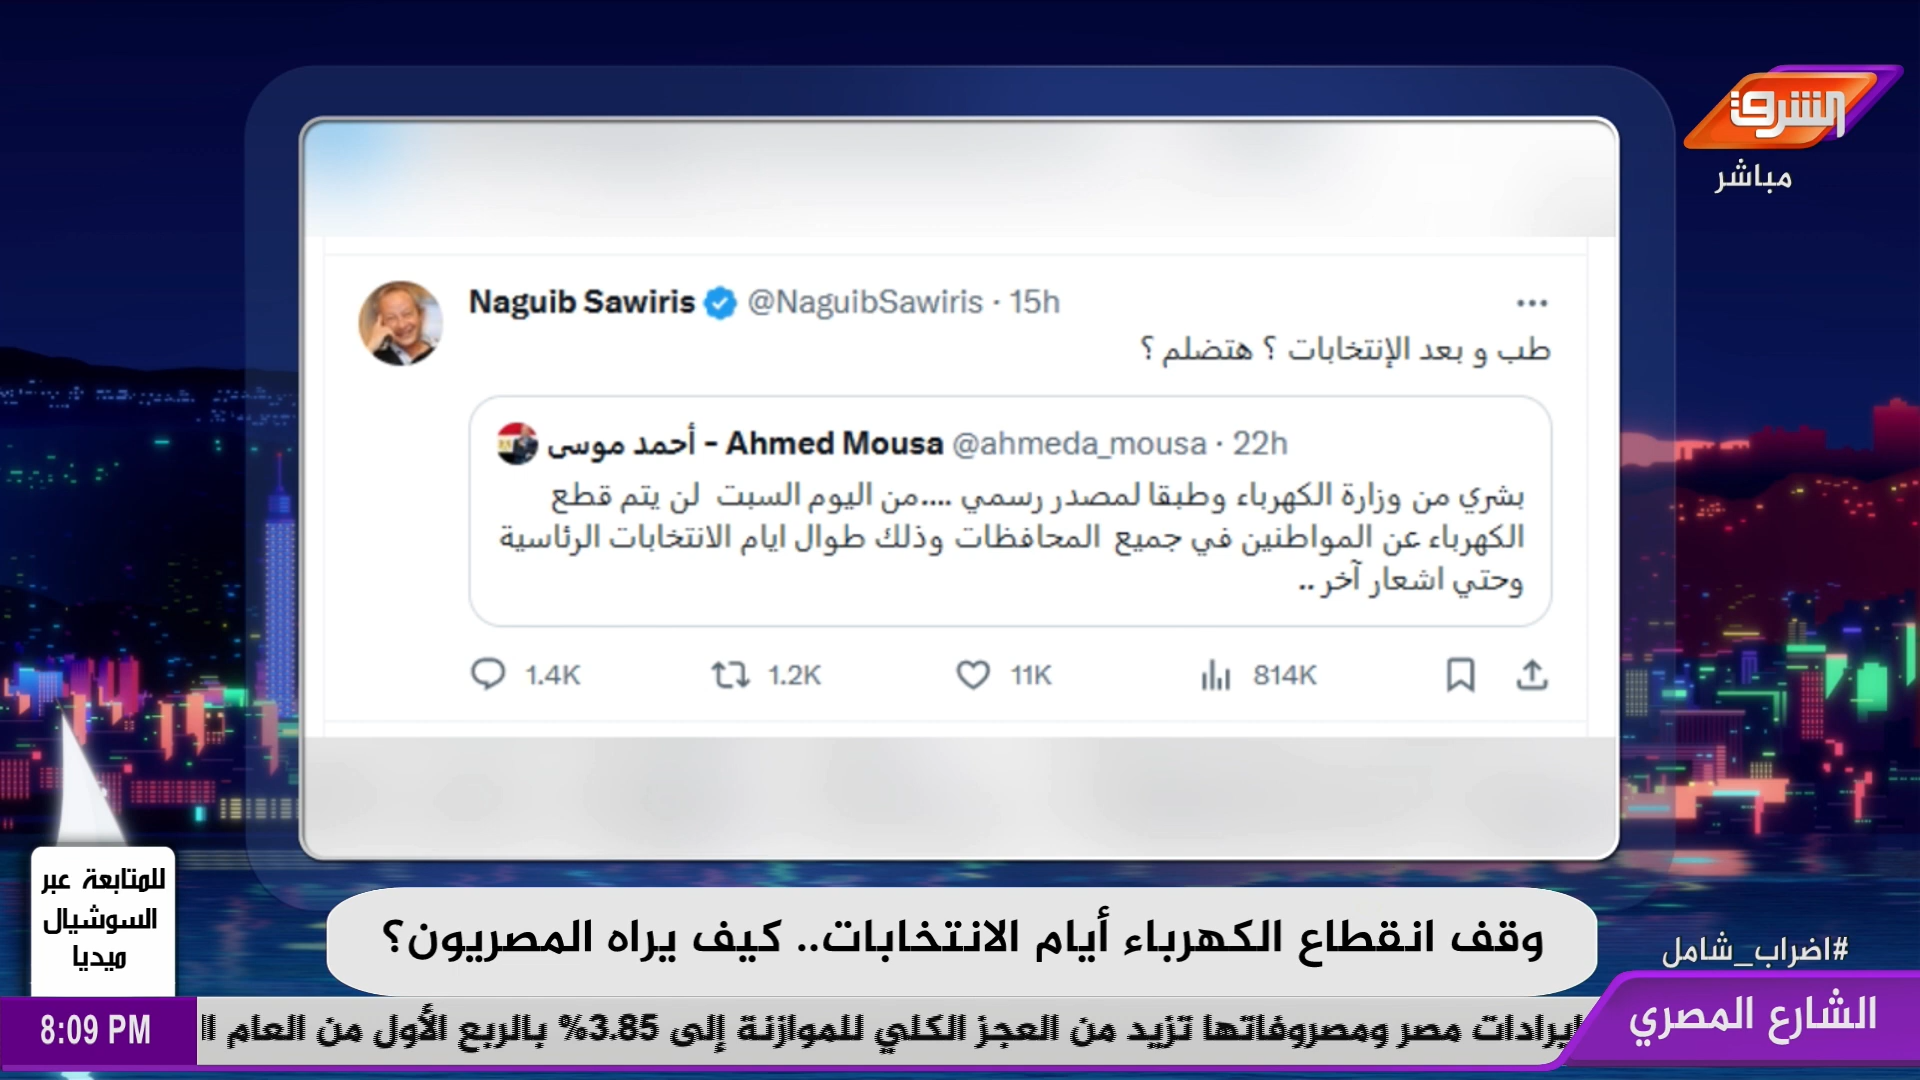 الشرق
مباشر
Naguib Sawiris @NaguibSawiris · 15h
طب و بعد الإنتخابات ؟ هتضلم ؟
أحمد موسى – Ahmed Mousa @ahmeda_mousa · 22h
بشري من وزارة الكهرباء وطبقا لمصدر رسمي ....من اليوم السبت لن يتم قطع
الكهرباء عن المواطنين في جميع المحافظات وذلك طوال ايام الانتخابات الرئاسية
وحتي اشعار آخر ..
1.4K 1.2K 11K 814K
للمتابعة عبر
السوشيال
ميديا
وقف انقطاع الكهرباء أيام الانتخابات.. كيف يراه المصريون؟
#اضراب_شامل
الشارع المصري
إيرادات مصر ومصروفاتها تزيد من العجز الكلي للموازنة إلى 3.85% بالربع الأول من العام
8:09 PM